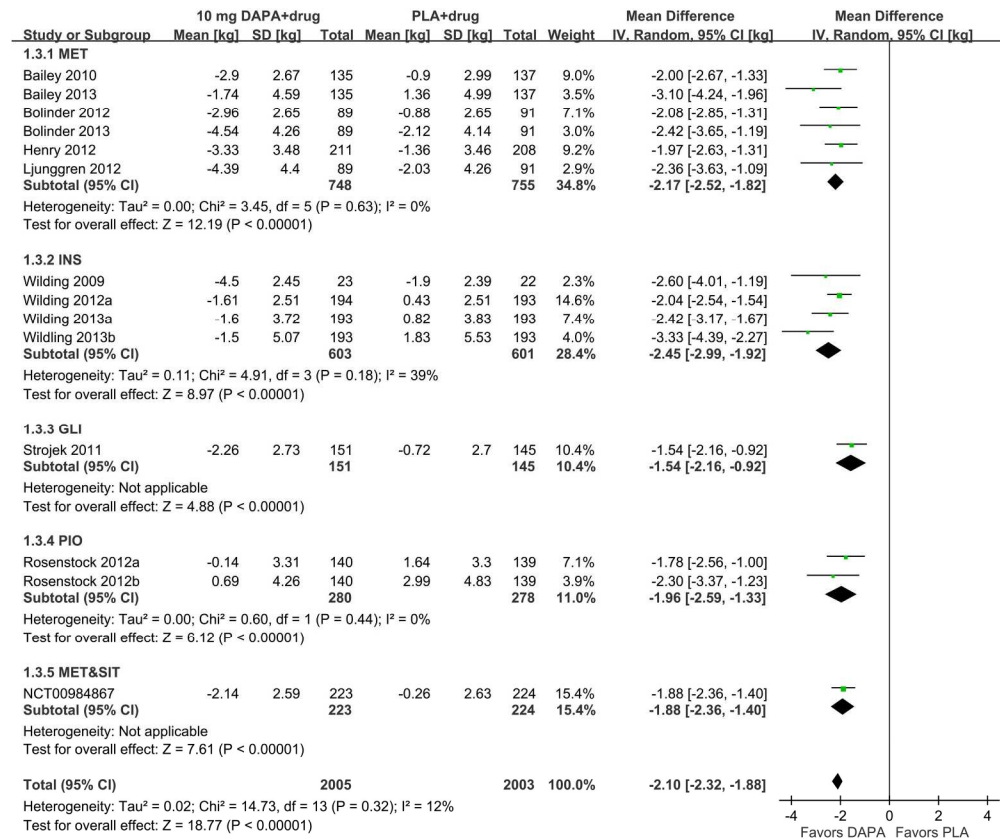 10 mg DAPA+drug PLA+drug Mean Difference Mean Difference
Study or Subgroup Mean [kg] SD [kg] Total Mean [kg] SD [kg] Total Weight IV, Random, 95% CI [kg] IV, Random, 95% CI [kg]
1.3.1 MET
Bailey 2010 -2.9 2.67 135 -0.9 2.99 137 9.0% -2.00 [-2.67, -1.33]
Bailey 2013 -1.74 4.59 135 1.36 4.99 137 3.5% -3.10 [-4.24, -1.96]
Bolinder 2012 -2.96 2.65 89 -0.88 2.65 91 7.1% -2.08 [-2.85, -1.31]
Bolinder 2013 -4.54 4.26 89 -2.12 4.14 91 3.0% -2.42 [-3.65, -1.19]
Henry 2012 -3.33 3.48 211 -1.36 3.46 208 9.1% -1.97 [-2.63, -1.31]
Ljunggren 2012 -4.39 4.4 89 -2.03 4.26 91 2.9% -2.36 [-3.63, -1.09]
Subtotal (95% CI) 748 755 34.8% -2.17 [-2.52, -1.82]
Heterogeneity: Tau² = 0.00; Chi² = 3.45, df = 5 (P = 0.63); I² = 0%
Test for overall effect: Z = 12.19 (P < 0.00001)
1.3.2 INS
Wilding 2009 -4.5 2.45 23 -1.9 2.39 22 2.3% -2.60 [-4.01, -1.19]
Wilding 2012a -1.61 2.51 194 0.43 2.51 193 14.6% -2.04 [-2.54, -1.54]
Wilding 2013a -1.6 3.72 193 0.82 3.83 193 7.4% -2.42 [-3.17, -1.67]
Wildling 2013b -1.5 5.07 193 1.83 5.53 193 4.0% -3.33 [-4.39, -2.27]
Subtotal (95% CI) 603 601 28.4% -2.45 [-2.99, -1.92]
Heterogeneity: Tau² = 0.11; Chi² = 4.91, df = 3 (P = 0.18); I² = 39%
Test for overall effect: Z = 8.97 (P < 0.00001)
1.3.3 GLI
Strojek 2011 -2.26 2.73 151 -0.72 2.7 145 10.4% -1.54 [-2.16, -0.92]
Subtotal (95% CI) 151 145 10.4% -1.54 [-2.16, -0.92]
Heterogeneity: Not applicable
Test for overall effect: Z = 4.88 (P < 0.00001)
1.3.4 PIO
Rosenstock 2012a -0.14 3.31 140 1.64 3.3 139 7.1% -1.78 [-2.56, -1.00]
Rosenstock 2012b 0.69 4.26 140 2.99 4.83 139 3.9% -2.30 [-3.37, -1.23]
Subtotal (95% CI) 280 278 11.0% -1.96 [-2.59, -1.33]
Heterogeneity: Tau² = 0.00; Chi² = 0.60, df = 1 (P = 0.44); I² = 0%
Test for overall effect: Z = 6.12 (P < 0.00001)
1.3.5 MET&SIT
NCT00984867 -2.14 2.59 223 -0.26 2.63 224 15.4% -1.88 [-2.36, -1.40]
Subtotal (95% CI) 223 224 15.4% -1.88 [-2.36, -1.40]
Heterogeneity: Not applicable
Test for overall effect: Z = 7.61 (P < 0.00001)
Total (95% CI) 2005 2003 100.0% -2.10 [-2.32, -1.88]
Heterogeneity: Tau² = 0.02; Chi² = 14.73, df = 13 (P = 0.32); I² = 12%
Test for overall effect: Z = 18.77 (P < 0.00001)
-4 -2 0 2 4
Favors DAPA Favors PLA